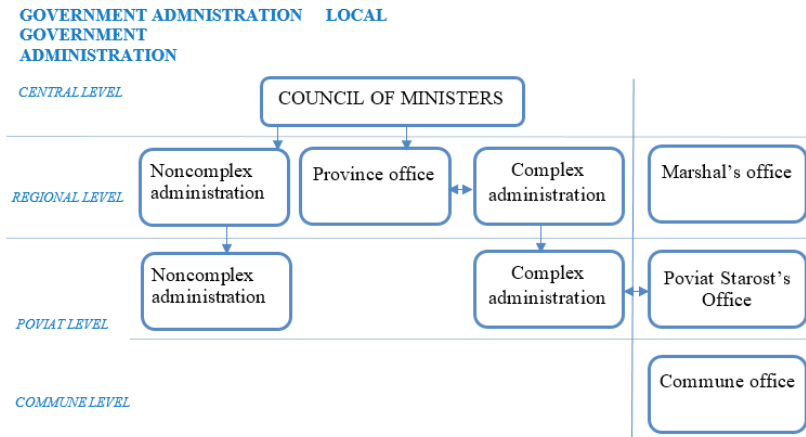 GOVERNMENT ADMNISTRATION LOCAL
GOVERNMENT
ADMINISTRATION
CENTRAL LEVEL
COUNCIL OF MINISTERS
REGIONAL LEVEL
Noncomplex
administration
Province office
Complex
administration
Marshal's office
POVIAT LEVEL
Noncomplex
administration
Complex
administration
Poviat Starost's
Office
COMMUNE LEVEL
Commune office